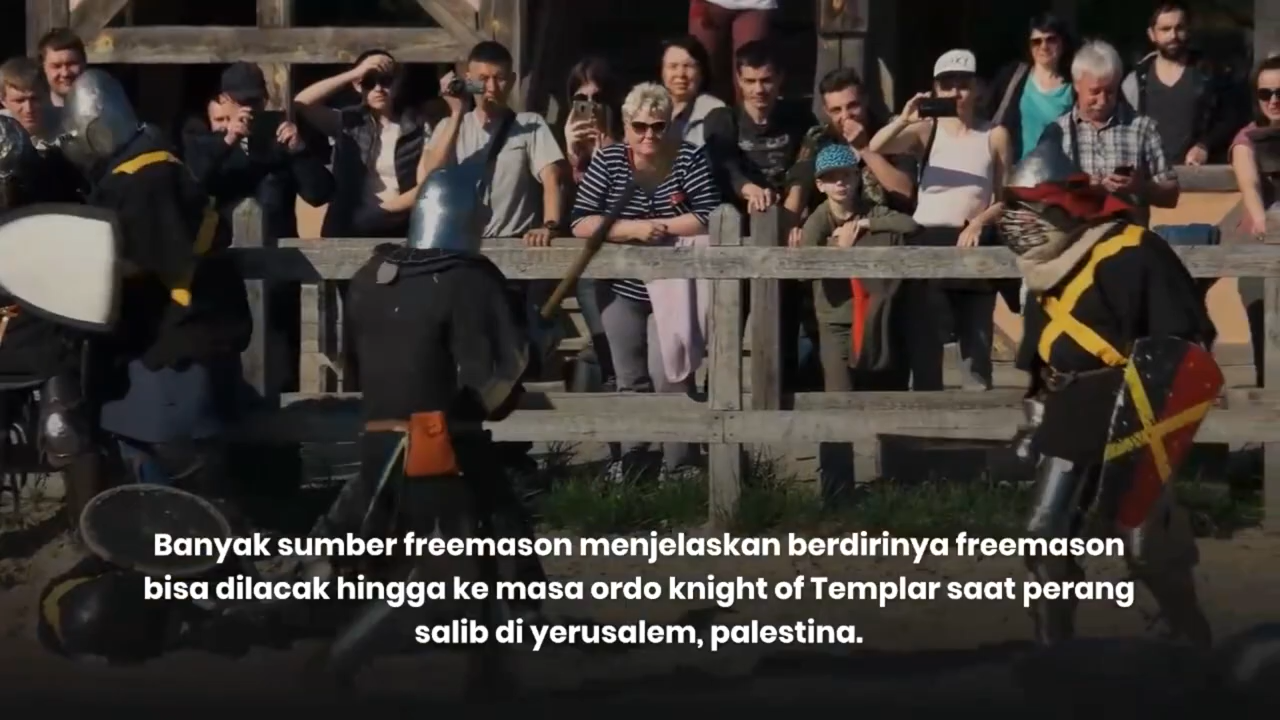 Banyak sumber freemason menjelaskan berdirinya freemason
bisa dilacak hingga ke masa ordo knight of Templar saat perang
salib di yerusalem, palestina.